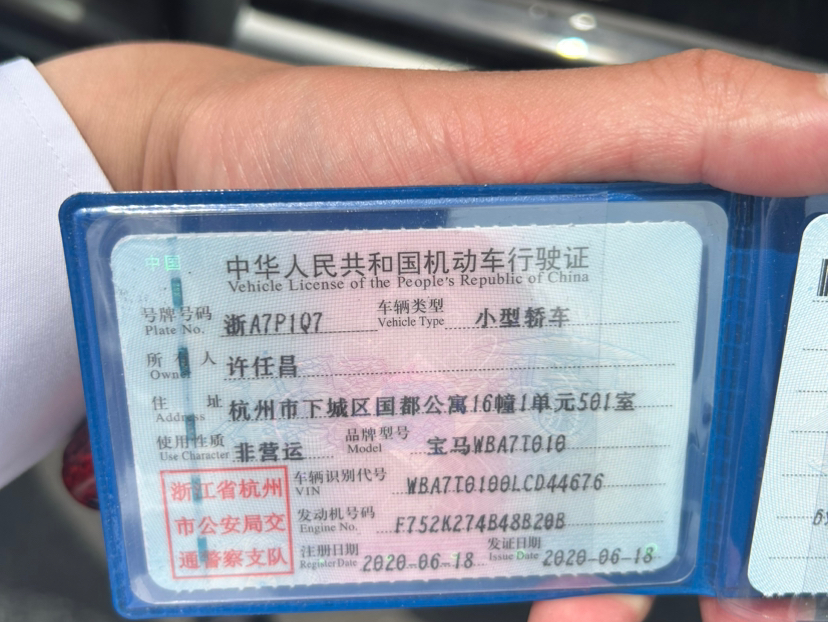 中国
中华人民共和国机动车行驶证
Vehicle License of the People's Republic of China
号牌号码 浙A7P1Q7 车辆类型 小型轿车
Plate No. Vehicle Type
所有人 许任昌
Owner
住址 杭州市下城区国都公寓16幢1单元501室
Address
使用性质 非营运 品牌型号 宝马WBA7T010
Use Character Model
浙江省杭州
市公安局交
通警察支队
车辆识别代号 WBA7T0100LCD44676
VIN
发动机号码 F752K274B48B20B
Engine No.
注册日期 2020-06-18 发证日期 2020-06-18
Register Date Issue Date